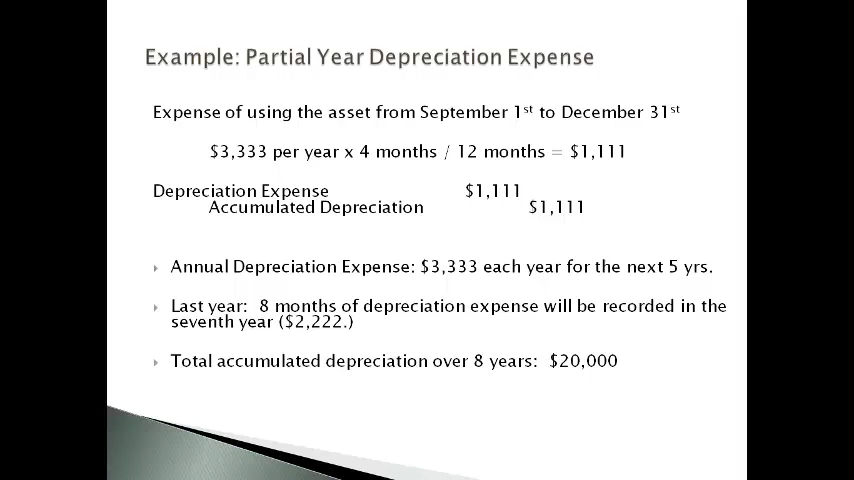 Example: Partial Year Depreciation Expense
Expense of using the asset from September 1st to December 31st
$3,333 per year x 4 months / 12 months = $1,111
Depreciation Expense $1,111
Accumulated Depreciation $1,111
Annual Depreciation Expense: $3,333 each year for the next 5 yrs.
Last year: 8 months of depreciation expense will be recorded in the
seventh year ($2,222.)
Total accumulated depreciation over 8 years: $20,000